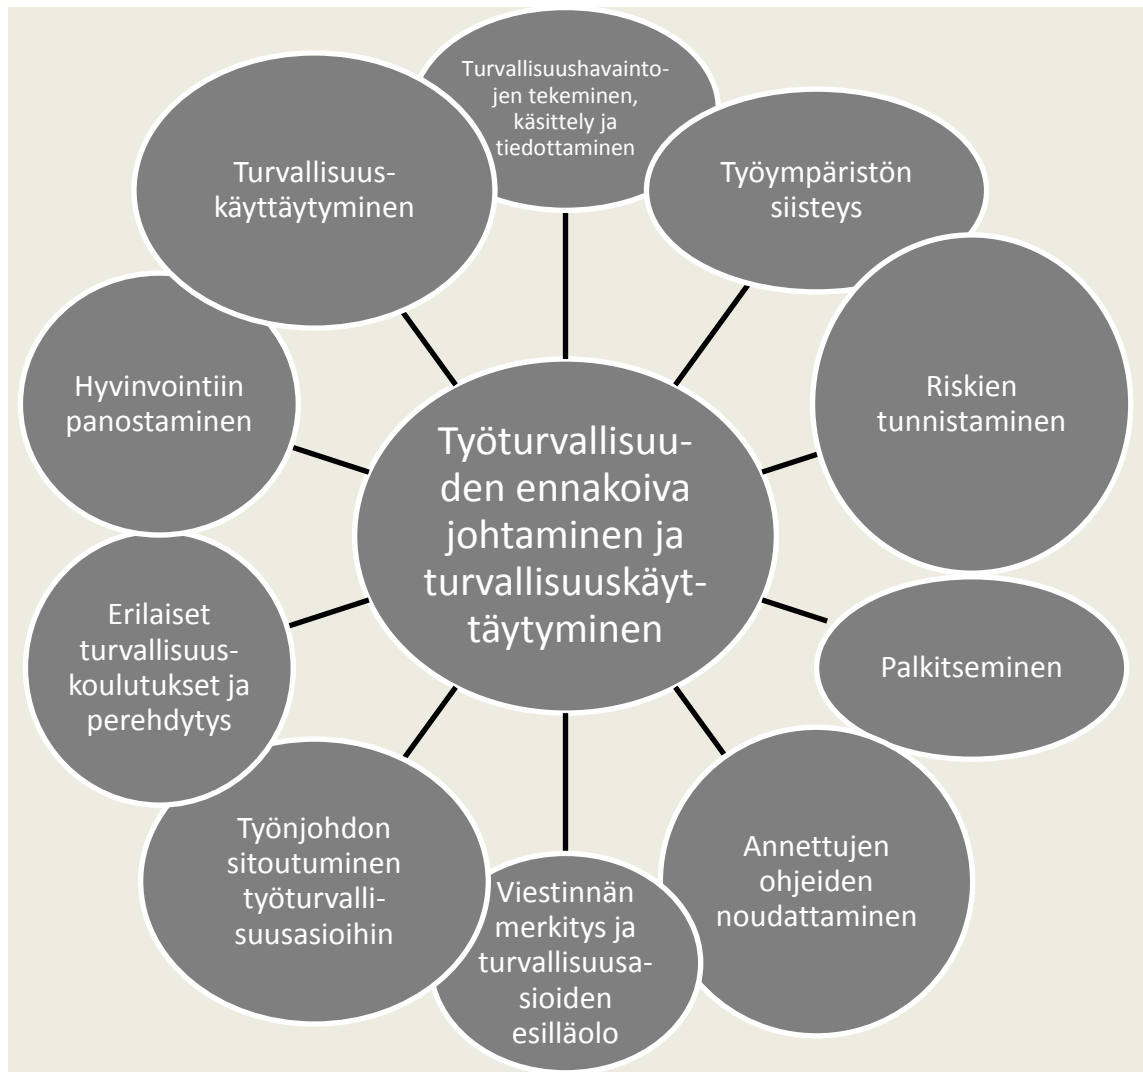 Turvallisuushavainto-
jen tekeminen,
käsittely ja
tiedottaminen
Työympäristön
siisteys
Riskien
tunnistaminen
Palkitseminen
Annettujen
ohjeiden
noudattaminen
Viestinnän
merkitys ja
turvallisuusa-
sioiden
esilläolo
Työnjohdon
sitoutuminen
työturvalli-
suusasioihin
Erilaiset
turvallisuus-
koulutukset ja
perehdytys
Hyvinvointiin
panostaminen
Turvallisuus-
käyttäytyminen
Työturvallisuu-
den ennakoiva
johtaminen ja
turvallisuuskäyt-
täytyminen